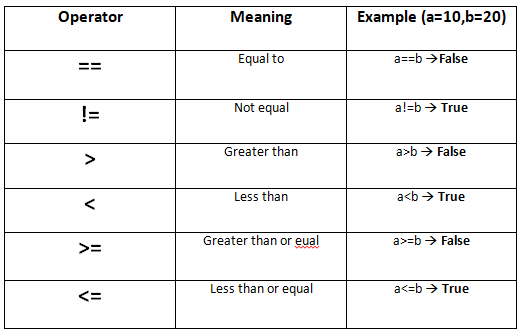 Operator Meaning Example (a=10,b=20)
== Equal to a==b →False
!= Not equal a!=b → True
> Greater than a>b → False
< Less than a<b → True
>= Greater than or eual a>=b → False
<= Less than or equal a<=b → True